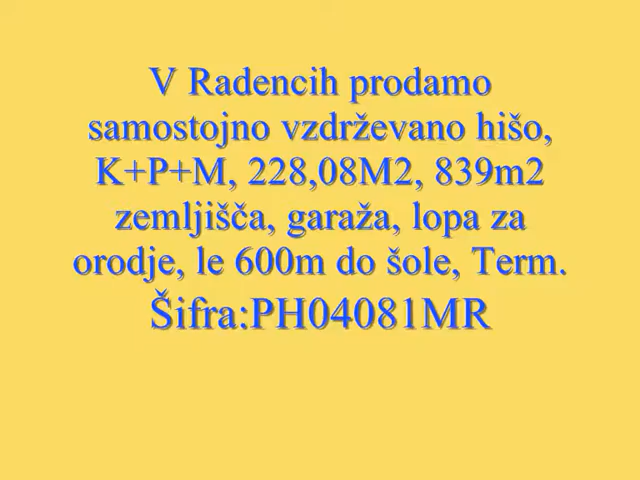 V Radencih prodamo
samostojno vzdrževano hišo,
K+P+M, 228,08M2, 839m2
zemljišča, garaža, lopa za
orodje, le 600m do šole, Term.
Šifra:PH04081MR